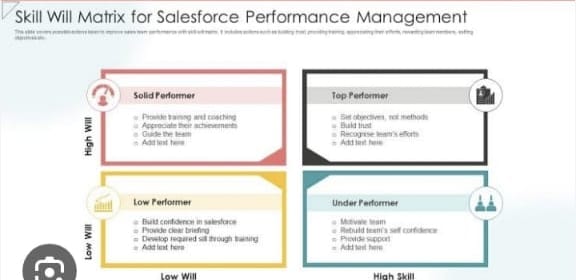 Skill Will Matrix for Salesforce Performance Management
This slide covers possible actions taken to improve sales team performance with skill will matrix. It includes actions such as building trust, providing training, appreciating their efforts, rewarding team members, setting
objectives etc.
High Will
Solid Performer
Provide training and coaching
Appreciate their achievements
Guide the team
Add text here
Top Performer
Set objectives, not methods
Build trust
Recognise team's efforts
Add text here
Low Will
Low Performer
Build confidence in salesforce
Provide clear briefing
Develop required sill through training
Add text here
Under Performer
Motivate team
Rebuild team's self confidence
Provide support
Add text here
Low Will
High Skill